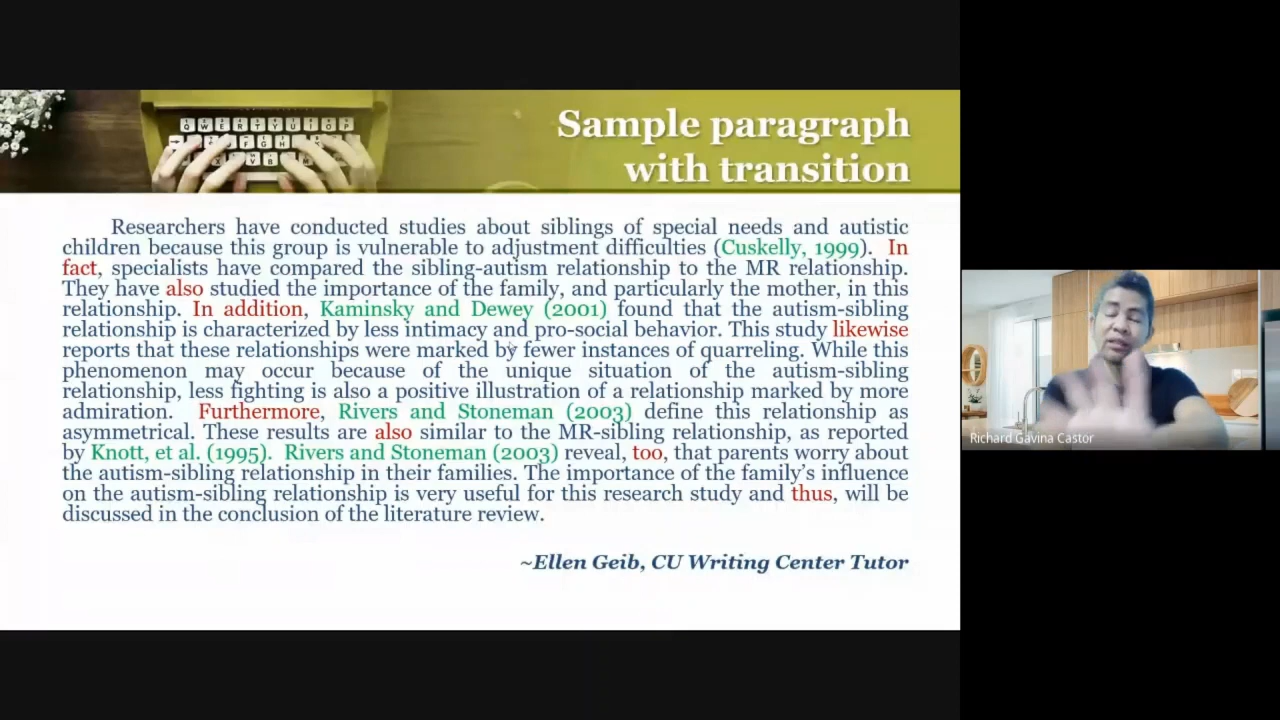 Sample paragraph
with transition
Researchers have conducted studies about siblings of special needs and autistic
children because this group is vulnerable to adjustment difficulties (Cuskelly, 1999). In
fact, specialists have compared the sibling-autism relationship to the MR relationship.
They have also studied the importance of the family, and particularly the mother, in this
relationship. In addition, Kaminsky and Dewey (2001) found that the autism-sibling
relationship is characterized by less intimacy and pro-social behavior. This study likewise
reports that these relationships were marked by fewer instances of quarreling. While this
phenomenon may occur because of the unique situation of the autism-sibling
relationship, less fighting is also a positive illustration of a relationship marked by more
admiration. Furthermore, Rivers and Stoneman (2003) define this relationship as
asymmetrical. These results are also similar to the MR-sibling relationship, as reported
by Knott, et al. (1995). Rivers and Stoneman (2003) reveal, too, that parents worry about
the autism-sibling relationship in their families. The importance of the family's influence
on the autism-sibling relationship is very useful for this research study and thus, will be
discussed in the conclusion of the literature review.
~Ellen Geib, CU Writing Center Tutor
Richard Gavina Castor